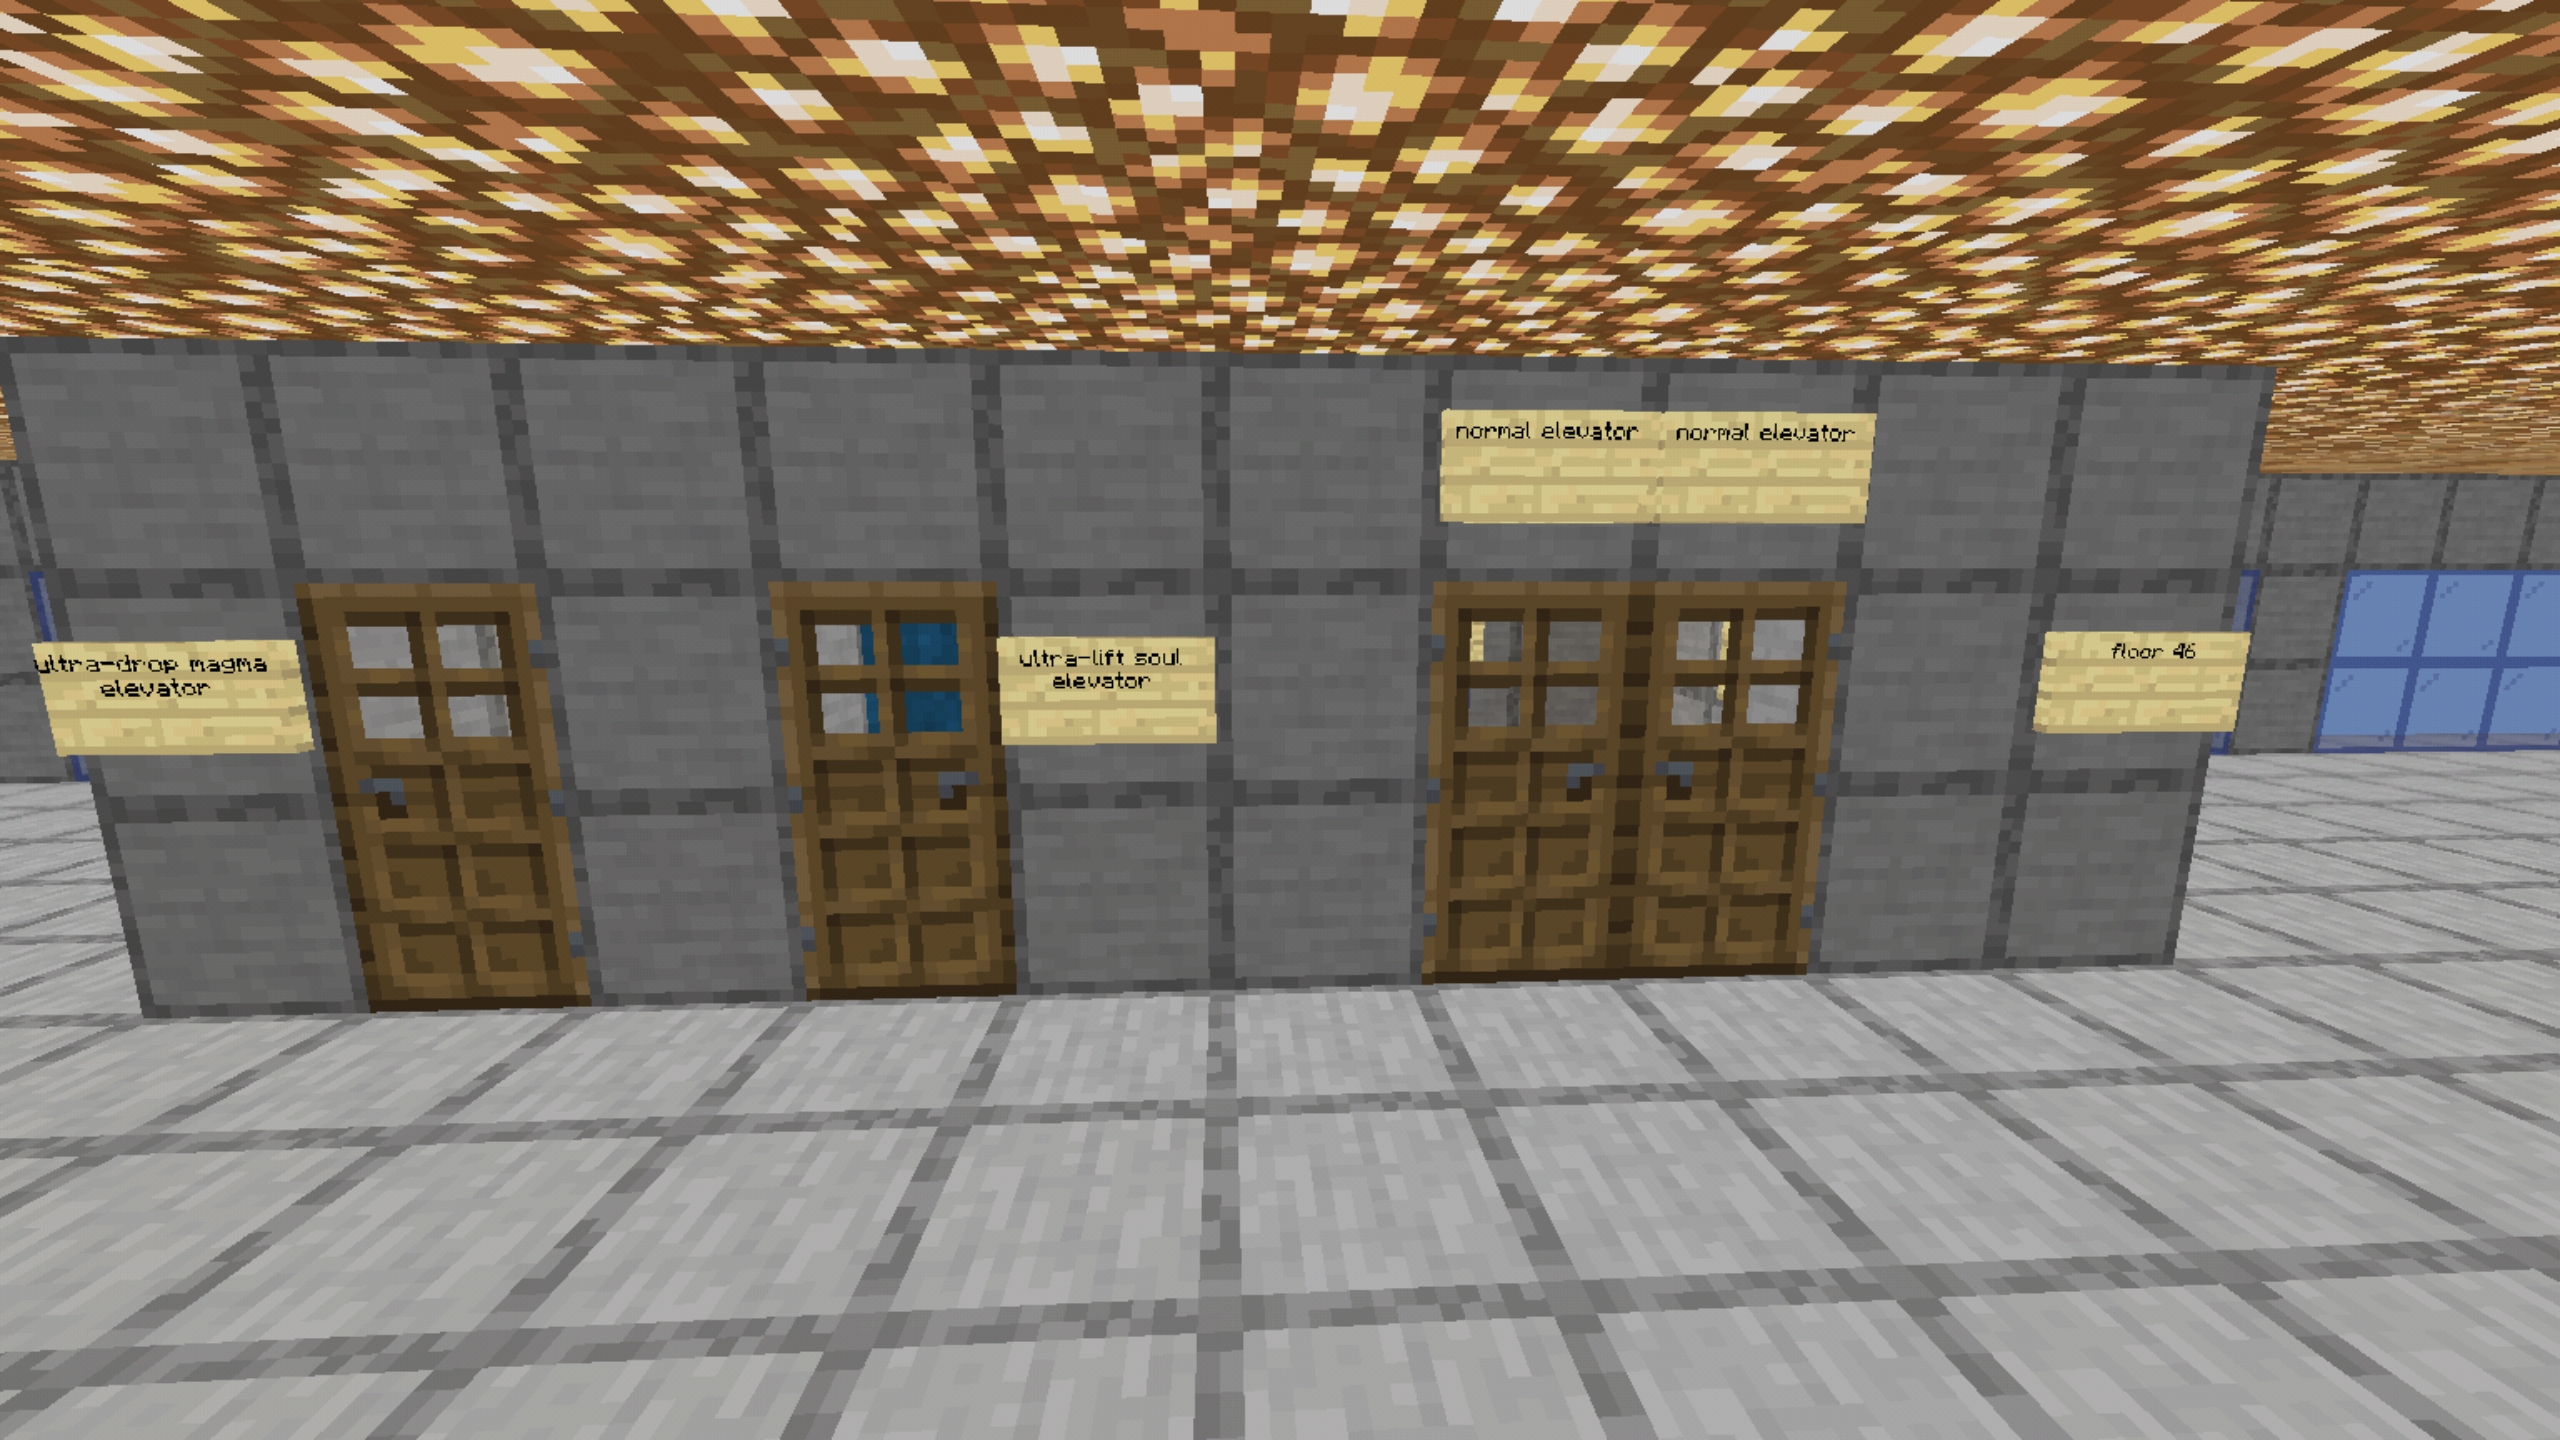 normal elevator
normal elevator
ultra-drop magma
elevator
ultra-lift soul
elevator
floor 46